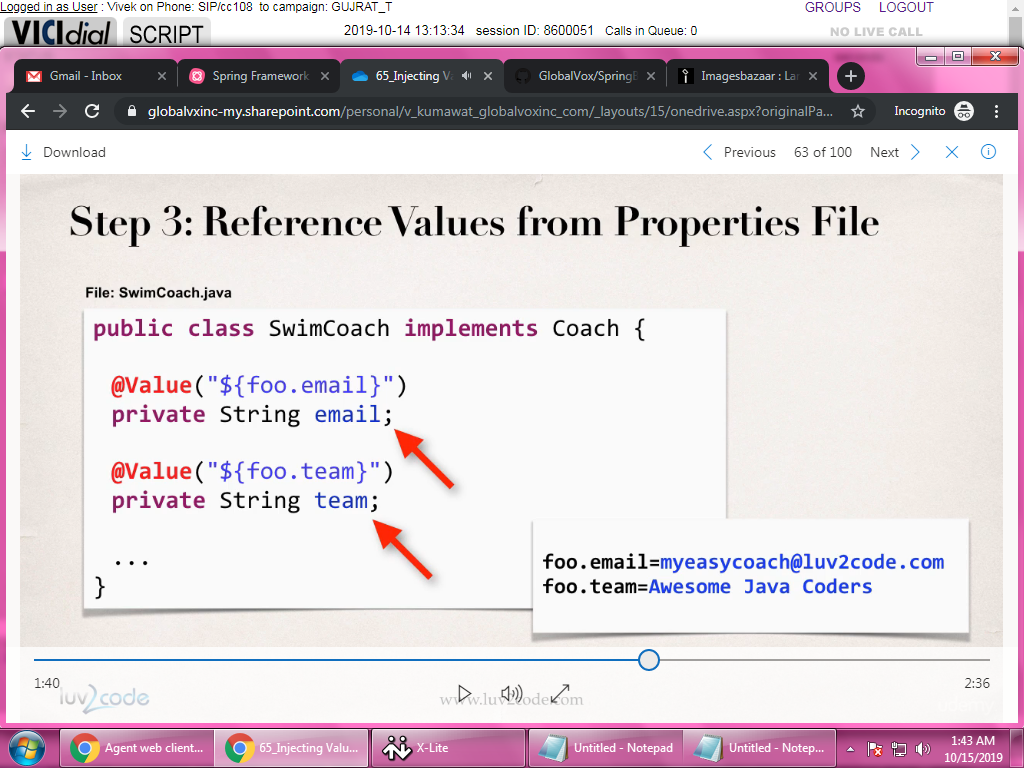 Logged in as User : Vivek on Phone: SIP/cc108 to campaign: GUJRAT_T
GROUPS LOGOUT
VICIdial SCRIPT
2019-10-14 13:13:34 session ID: 8600051 Calls in Queue: 0
NO LIVE CALL
Gmail - Inbox
Spring Framework
65_Injecting Va
GlobalVox/SpringB
Imagesbazaar : Lar
globalvxinc-my.sharepoint.com/personal/v_kumawat_globalvoxinc_com/_layouts/15/onedrive.aspx?originalPa...
Incognito
Download
Previous 63 of 100 Next
Step 3: Reference Values from Properties File
File: SwimCoach.java
public class SwimCoach implements Coach {
@Value("${foo.email}")
private String email;
@Value("${foo.team}")
private String team;
...
}
foo.email=myeasycoach@luv2code.com
foo.team=Awesome Java Coders
1:40
2:36
luv2code
www.luv2code.com
Agent web client...
65_Injecting Valu...
X-Lite
Untitled - Notepad
Untitled - Notep...
1:43 AM
10/15/2019